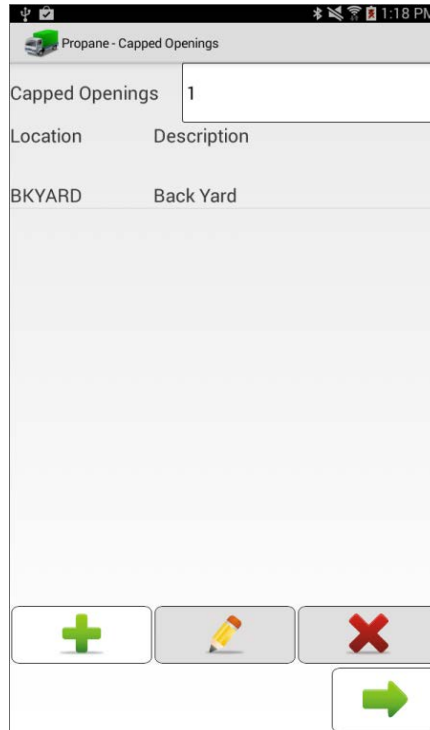 1:18 PM
Propane - Capped Openings
Capped Openings 1
Location Description
BKYARD Back Yard